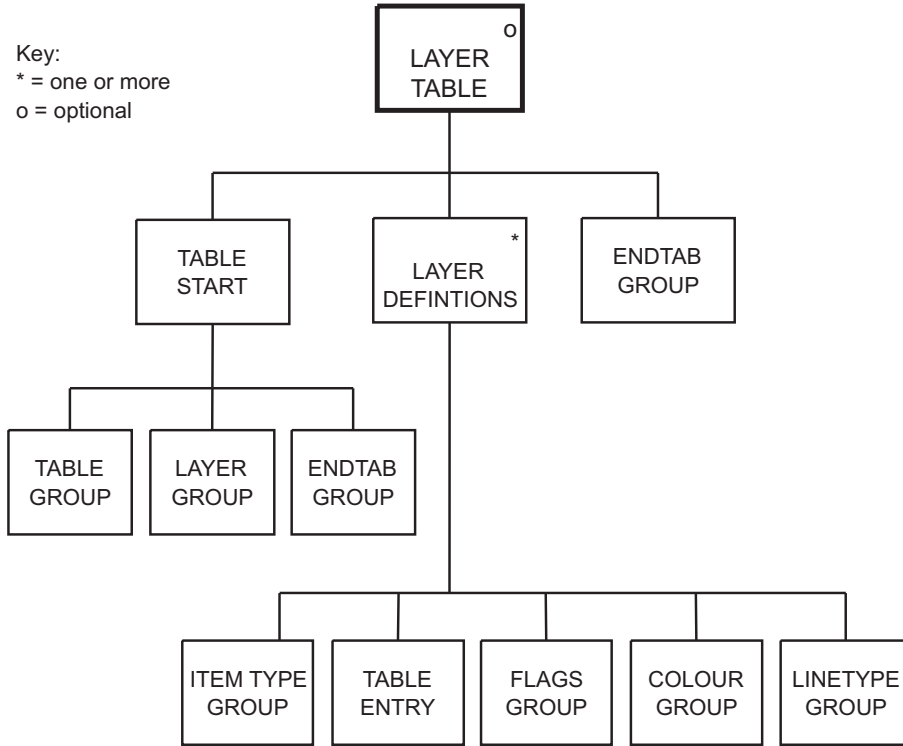 Key:
* = one or more
o = optional
o
LAYER
TABLE
TABLE
START
*
LAYER
DEFINTIONS
ENDTAB
GROUP
TABLE
GROUP
LAYER
GROUP
ENDTAB
GROUP
ITEM TYPE
GROUP
TABLE
ENTRY
FLAGS
GROUP
COLOUR
GROUP
LINETYPE
GROUP